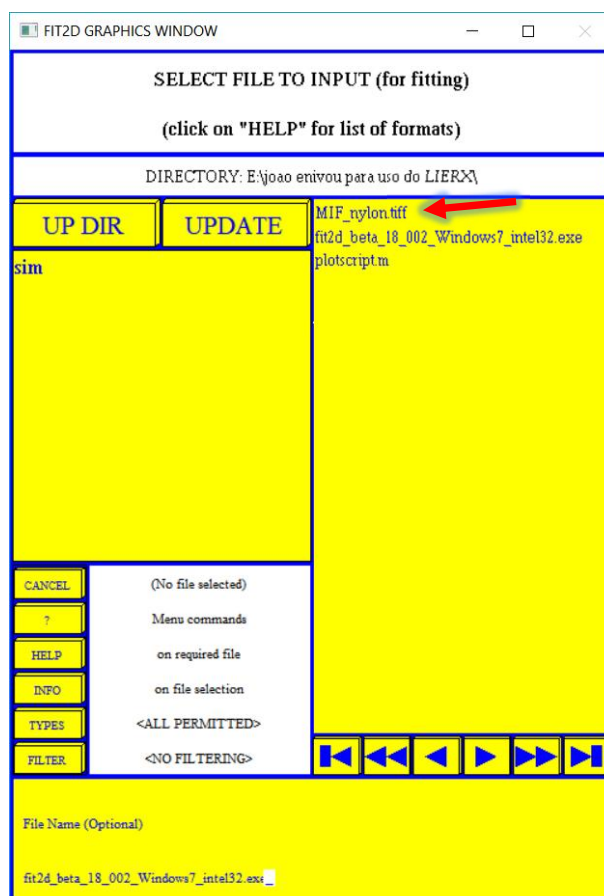 FIT2D GRAPHICS WINDOW
SELECT FILE TO INPUT (for fitting)
(click on "HELP" for list of formats)
DIRECTORY: E:\joao enivou para uso do LIERX\
UP DIR
UPDATE
sim
MIF_nylon.tiff
fit2d_beta_18_002_Windows7_intel32.exe
plotscript.m
CANCEL (No file selected)
? Menu commands
HELP on required file
INFO on file selection
TYPES <ALL PERMITTED>
FILTER <NO FILTERING>
File Name (Optional)
fit2d_beta_18_002_Windows7_intel32.exe_